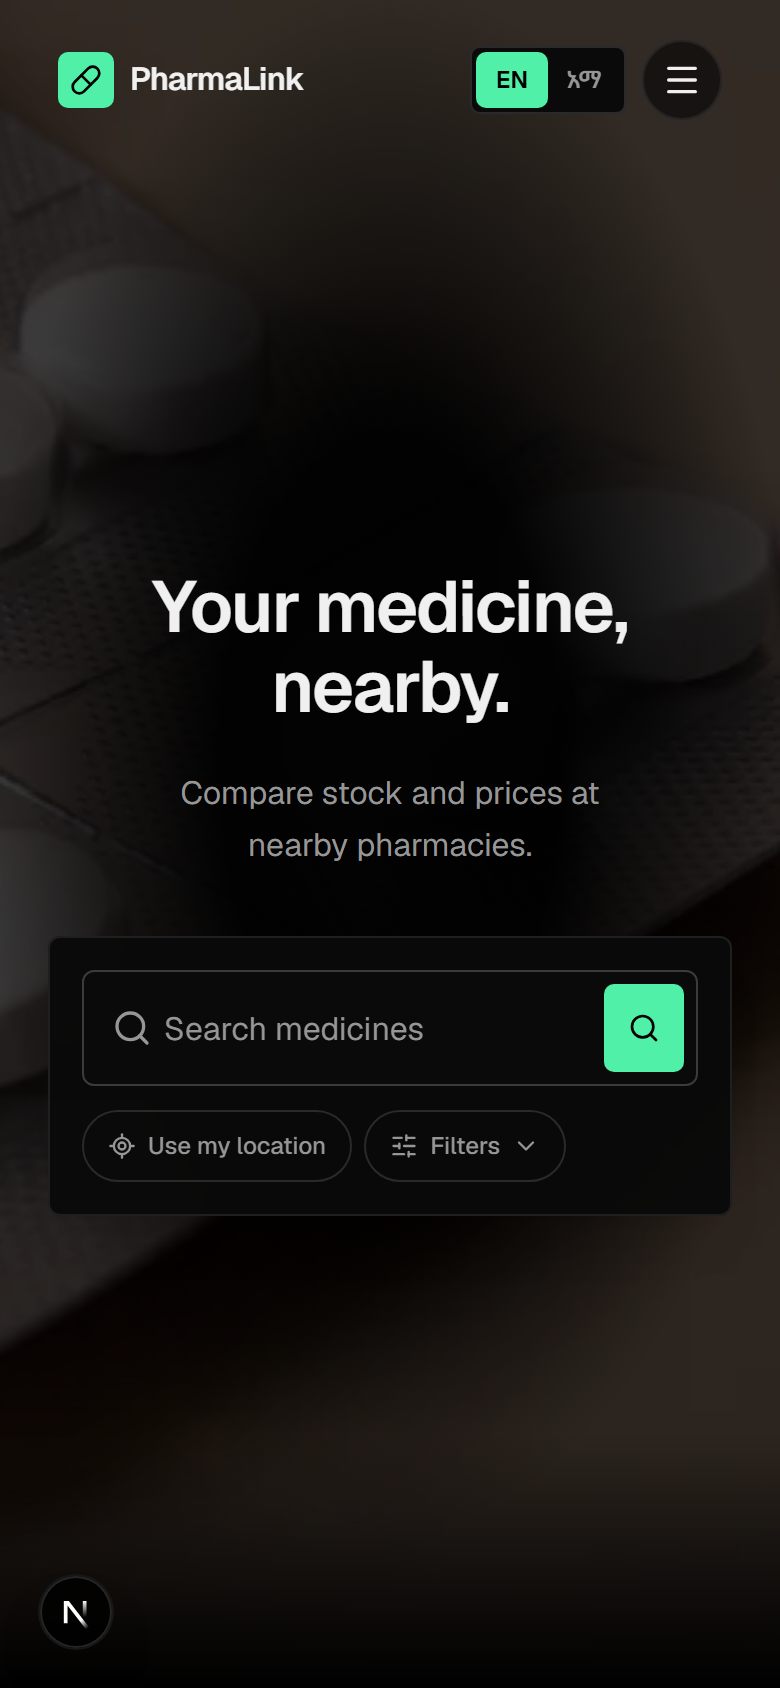 PharmaLink
EN
አማ
Your medicine,
nearby.
Compare stock and prices at
nearby pharmacies.
Search medicines
Use my location
Filters
N